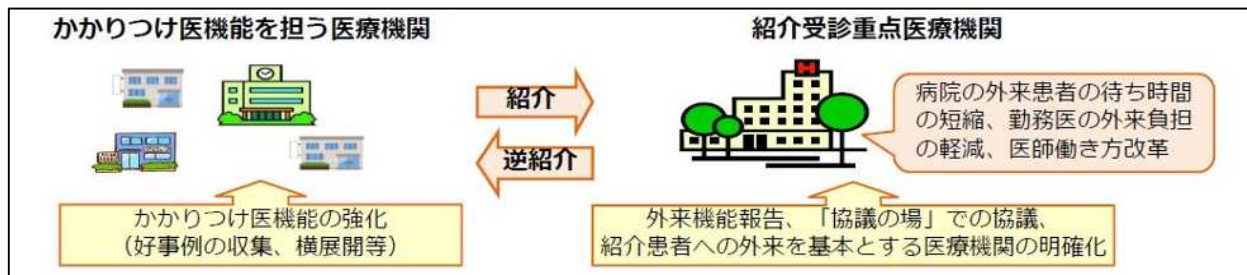 かかりつけ医機能を担う医療機関
紹介受診重点医療機関
紹介
逆紹介
H
病院の外来患者の待ち時間
の短縮、勤務医の外来負担
の軽減、医師働き方改革
かかりつけ医機能の強化
（好事例の収集、横展開等）
外来機能報告、「協議の場」での協議、
紹介患者への外来を基本とする医療機関の明確化